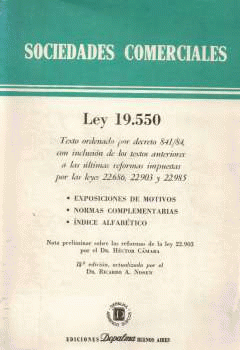 SOCIEDADES COMERCIALES
Ley 19.550
Texto ordenado por decreto 841/84,
con inclusión de los textos anteriores
a las últimas reformas impuestas
por las leyes 22.686, 22.903 y 22.985
• EXPOSICIONES DE MOTIVOS
• NORMAS COMPLEMENTARIAS
• ÍNDICE ALFABÉTICO
Nota preliminar sobre las reformas de la ley 22.903
por el Dr. HÉCTOR CÁMARA
edición, actualizada por el
Dr. RICARDO A. NISSEN
EDICIONES Depalma BUENOS AIRES